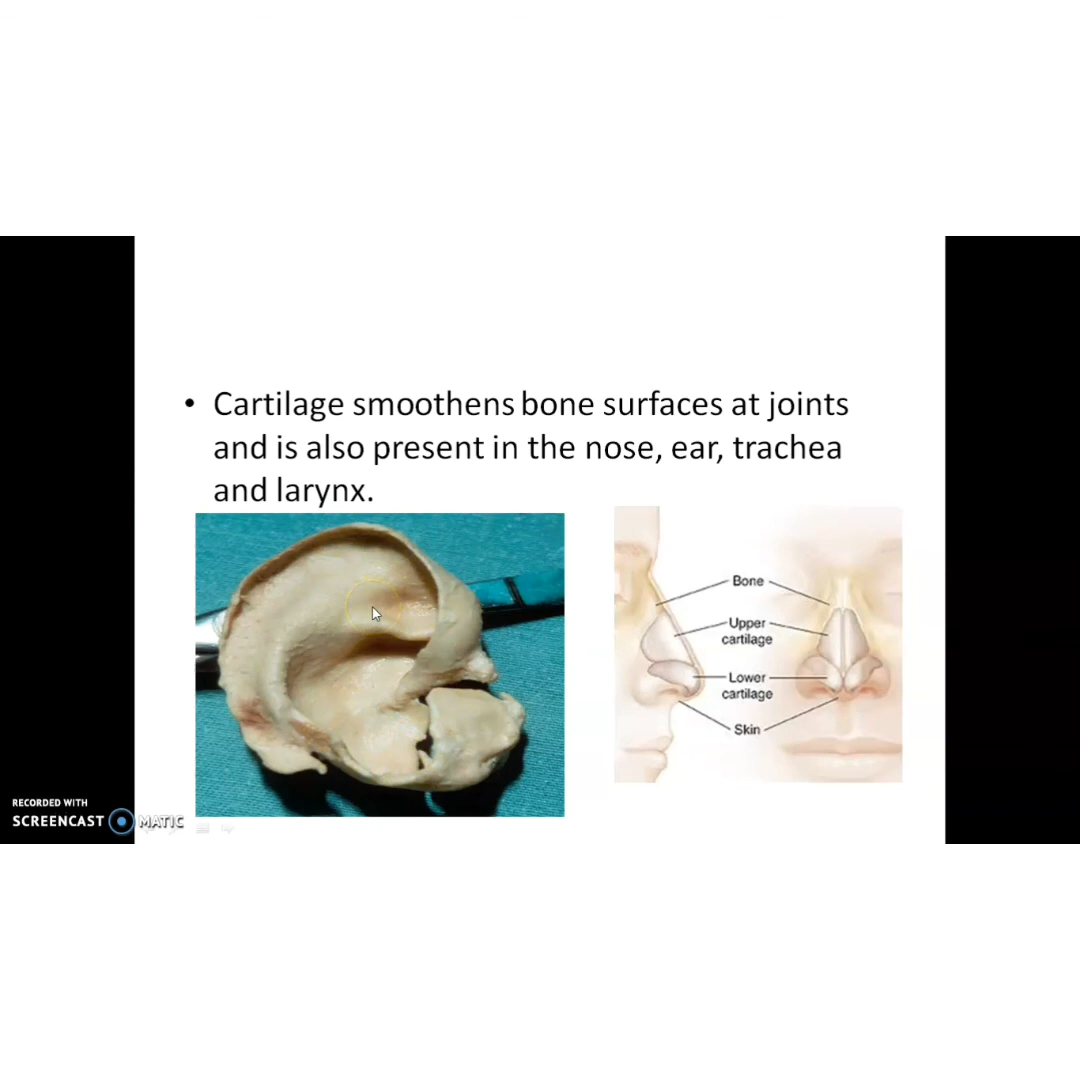 • Cartilage smoothens bone surfaces at joints
and is also present in the nose, ear, trachea
and larynx.
Bone
Upper
cartilage
Lower
cartilage
Skin
RECORDED WITH
SCREENCAST MATIC